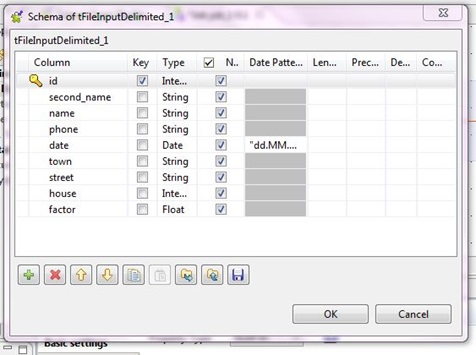 Schema of tFileInputDelimited_1
tFileInputDelimited_1
Column Key Type N.. Date Patte... Len... Prec... De... Co...
id Inte...
second_name String
name String
phone String
date Date "dd.MM....
town String
street String
house Inte...
factor Float
OK Cancel
Basic settings